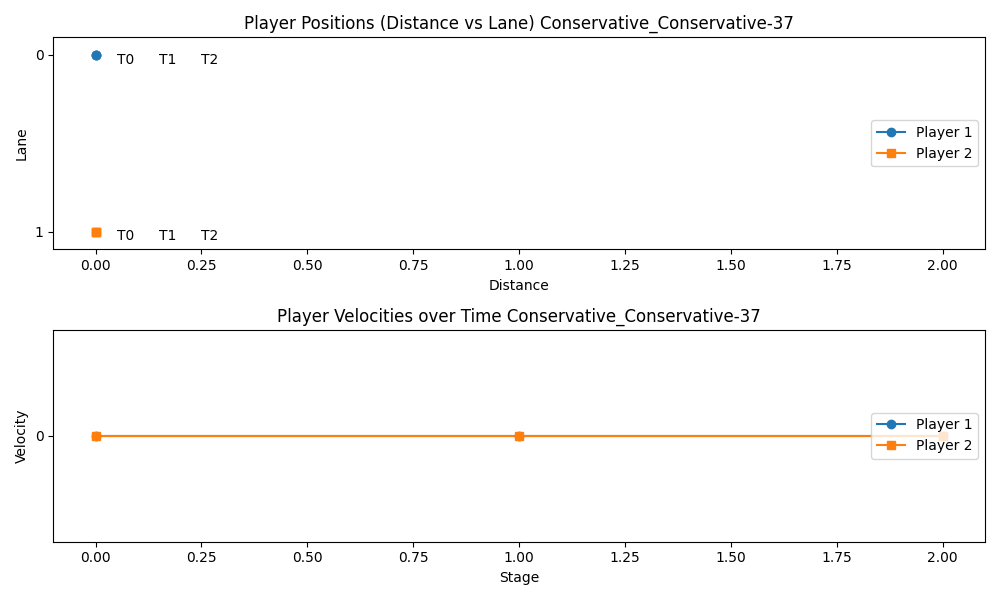 Player Positions (Distance vs Lane) Conservative_Conservative-37
Lane
0
T0 T1 T2
Player 1
Player 2
1
T0 T1 T2
0.00 0.25 0.50 0.75 1.00 1.25 1.50 1.75 2.00
Distance
Player Velocities over Time Conservative_Conservative-37
Velocity
0
Player 1
Player 2
0.00 0.25 0.50 0.75 1.00 1.25 1.50 1.75 2.00
Stage